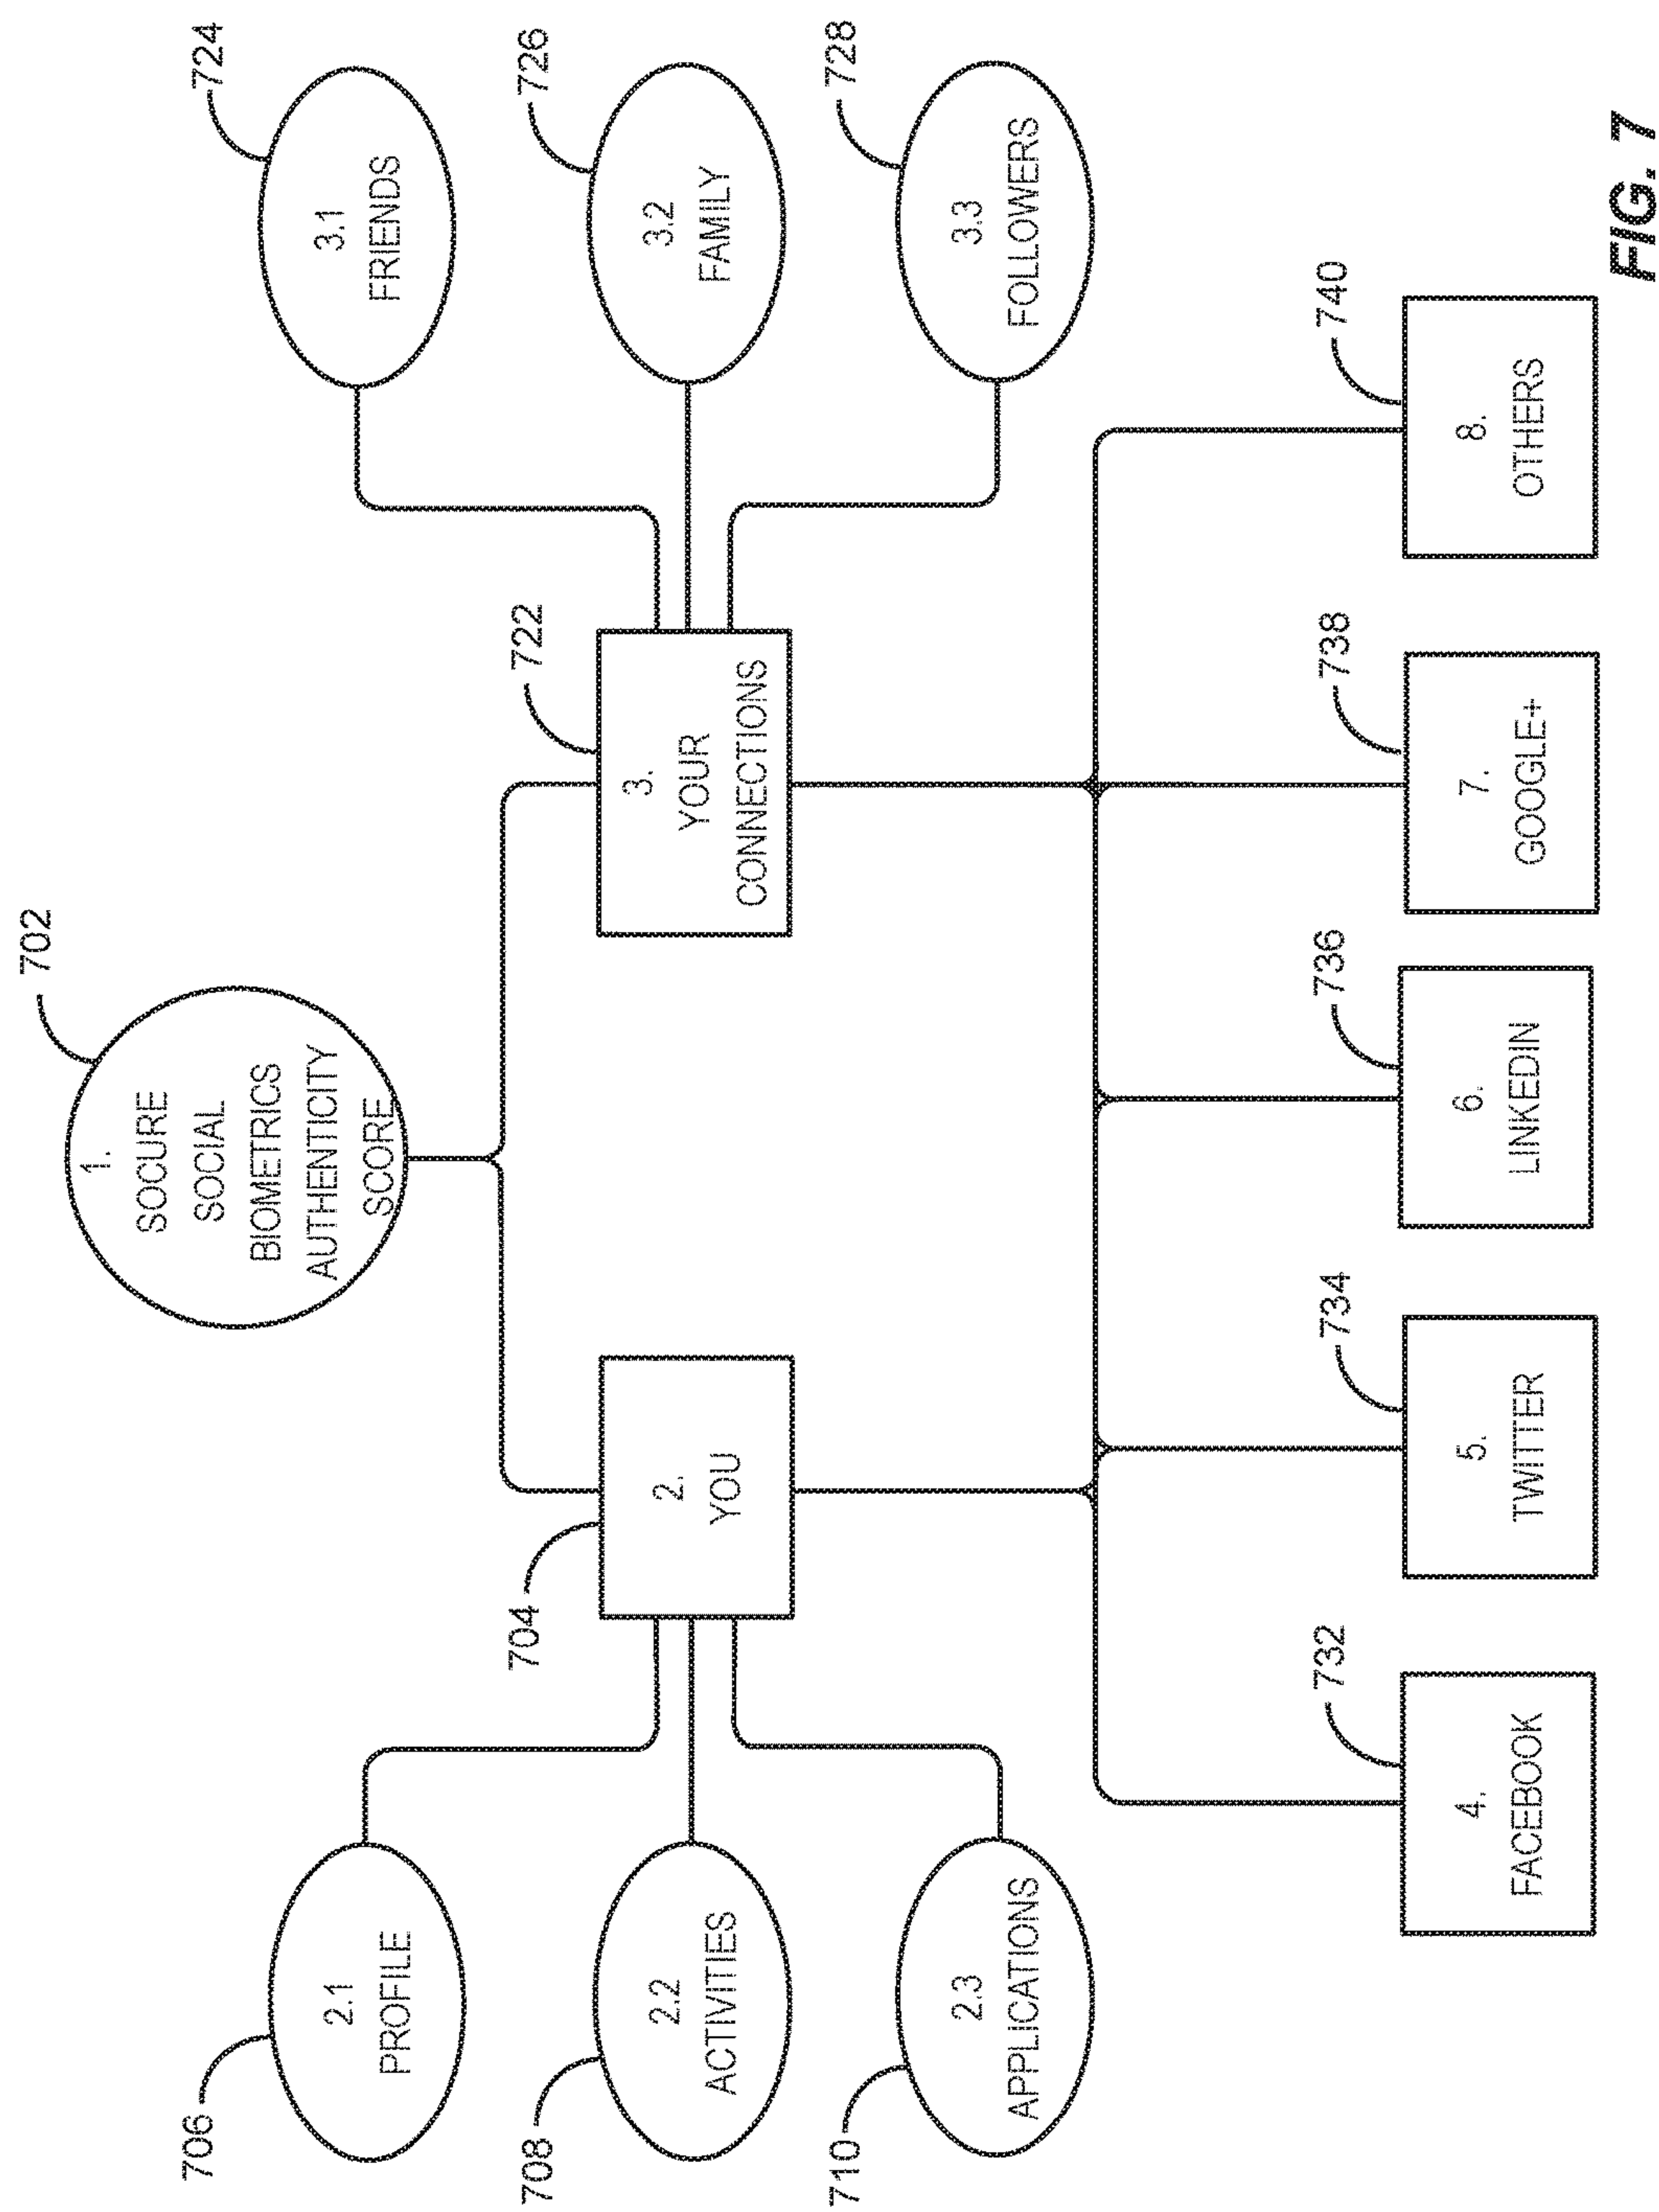 702
1.
SOCURE
SOCIAL
BIOMETRICS
AUTHENTICITY
SCORE
706
2.1
PROFILE
708
2.2
ACTIVITIES
710
2.3
APPLICATIONS
704
2.
YOU
722
3.
YOUR
CONNECTIONS
724
3.1
FRIENDS
726
3.2
FAMILY
728
3.3
FOLLOWERS
732
4.
FACEBOOK
734
5.
TWITTER
736
6.
LINKEDIN
738
7.
GOOGLE+
740
8.
OTHERS
FIG. 7